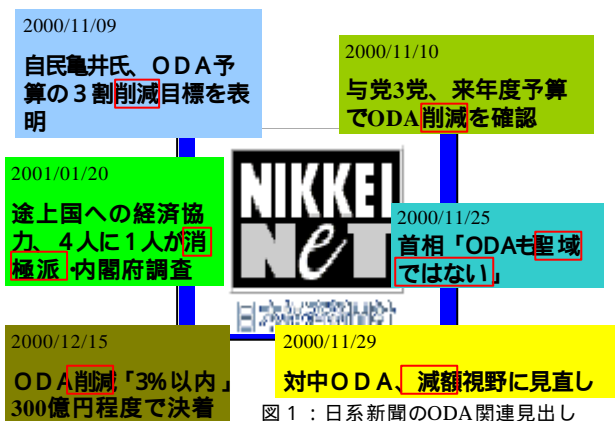 2000/11/09
自民亀井氏、ODA予
算の3割削減目標を表
明
2000/11/10
与党3党、来年度予算
でODA削減を確認
2001/01/20
途上国への経済協
力、4人に1人が消
極派・内閣府調査
NIKKEI
NeT
2000/11/25
首相「ODAも聖域
ではない」
2000/12/15
ODA削減「3%以内」
300億円程度で決着
2000/11/29
対中ODA、減額視野に見直し
図1:日系新聞のODA関連見出し